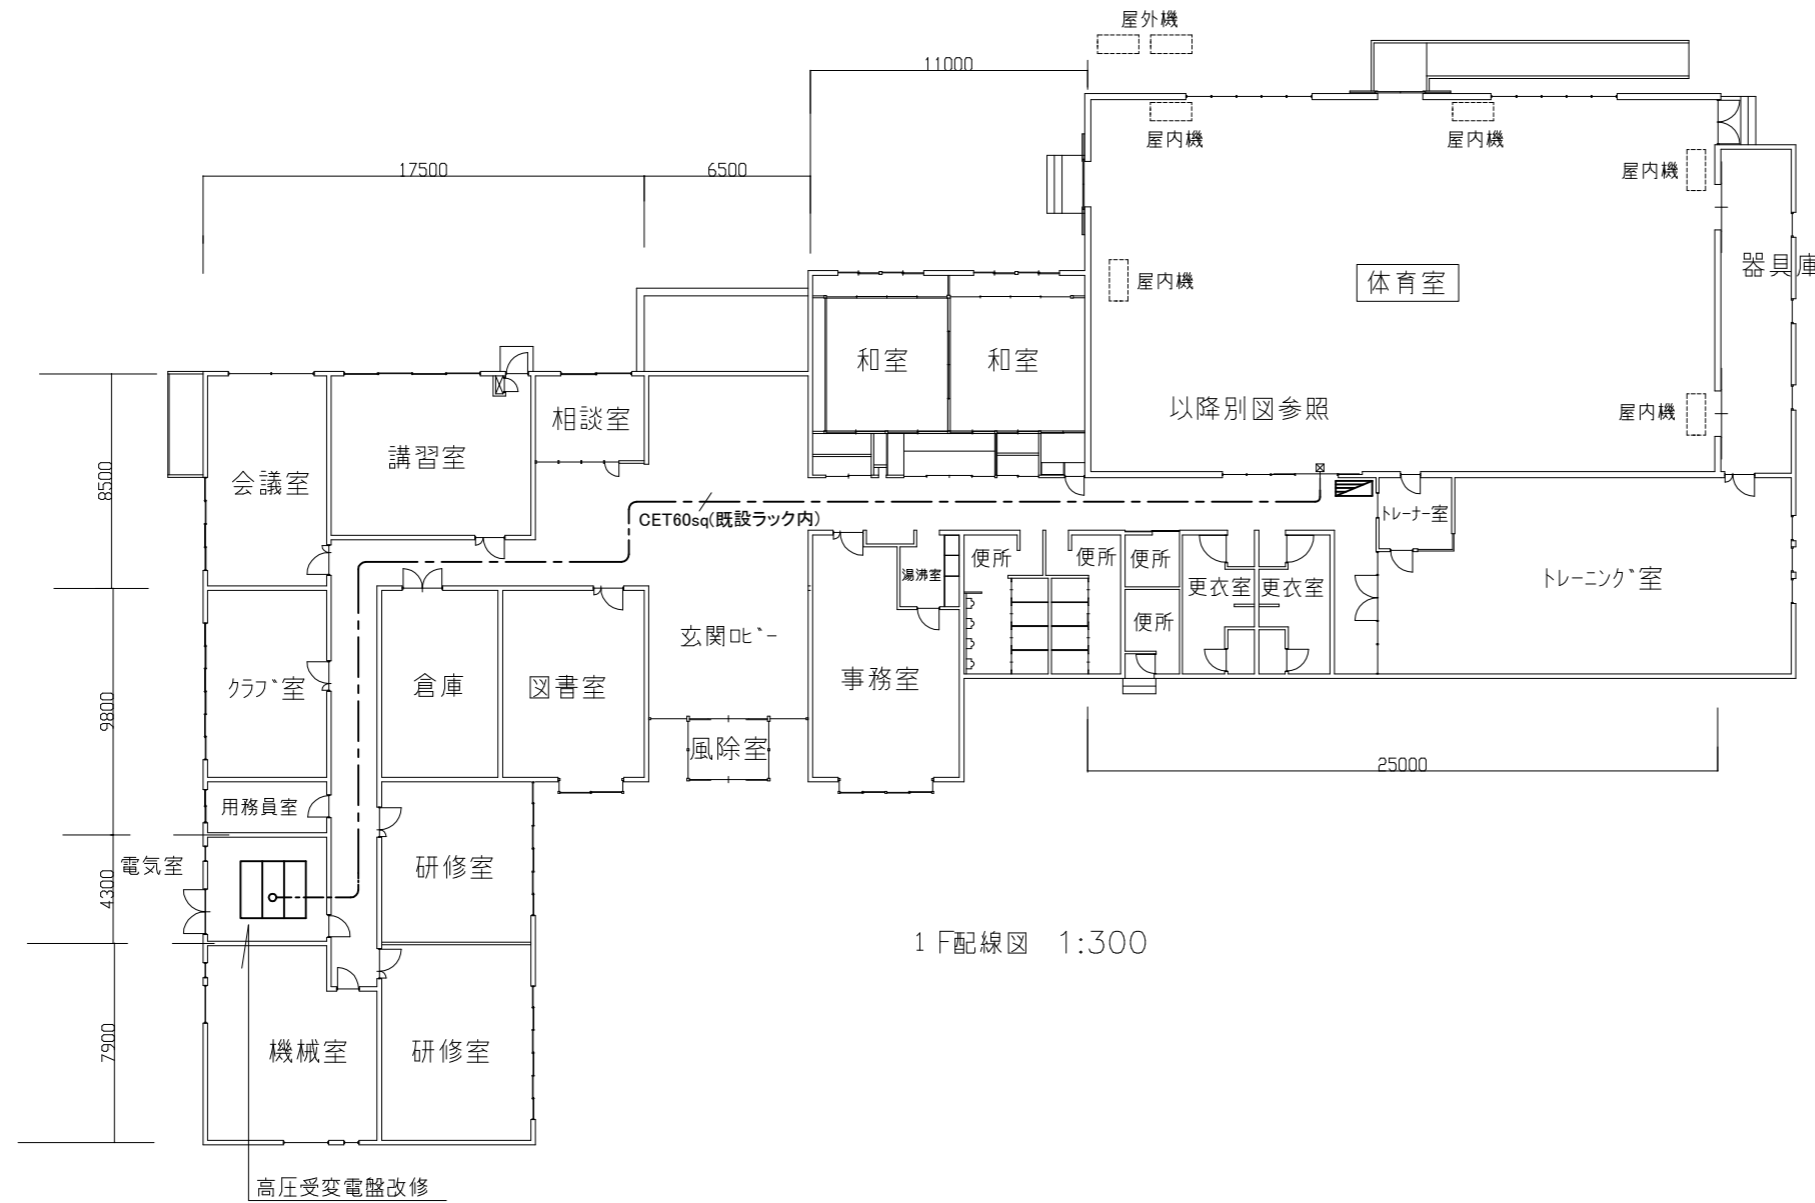 屋外機
11000
屋内機
屋内機
17500
6500
屋内機
器具庫
屋内機
体育室
和室
和室
以降別図参照
屋内機
相談室
講習室
会議室
8500
CET60sq(既設ラック内)
トレーナー室
便所
便所
便所
湯沸室
更衣室
更衣室
トレーニング室
便所
玄関ロビー
クラブ室
倉庫
図書室
事務室
9800
風除室
25000
用務員室
電気室
研修室
4300
1F配線図 1:300
7900
機械室
研修室
高圧受変電盤改修